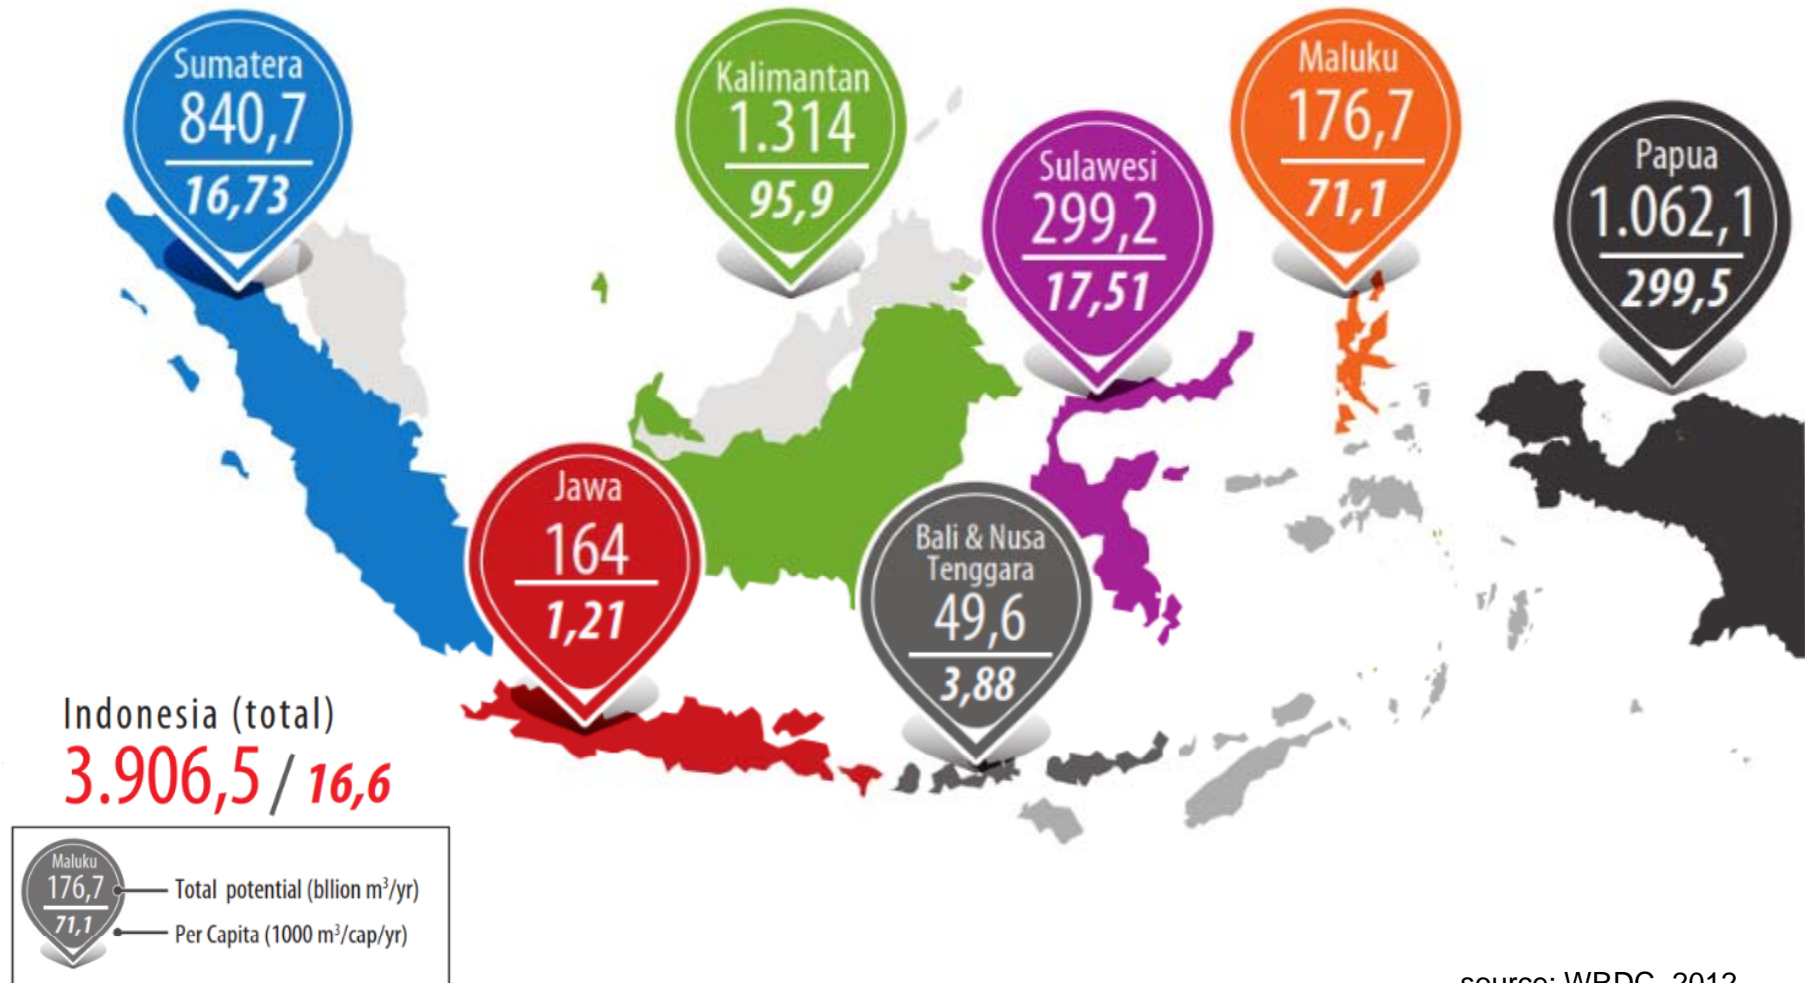 Sumatera
840,7
16,73
Kalimantan
1.314
95,9
Sulawesi
299,2
17,51
Maluku
176,7
71,1
Papua
1.062,1
299,5
Jawa
164
1,21
Bali & Nusa
Tenggara
49,6
3,88
Indonesia (total)
3.906,5 / 16,6
Maluku
176,7
71,1
Total potential (bllion m³/yr)
Per Capita (1000 m³/cap/yr)
source: WRDC, 2012